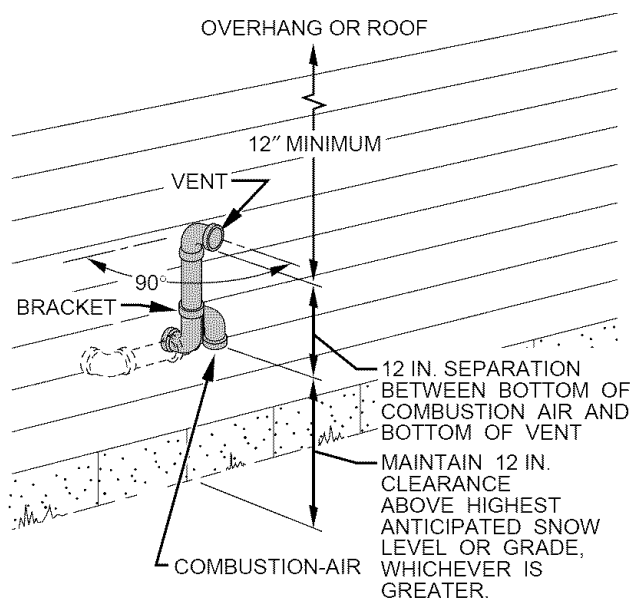 OVERHANG OR ROOF
12″ MINIMUM
VENT
90°
BRACKET
12 IN. SEPARATION
BETWEEN BOTTOM OF
COMBUSTION AIR AND
BOTTOM OF VENT
MAINTAIN 12 IN.
CLEARANCE
ABOVE HIGHEST
ANTICIPATED SNOW
LEVEL OR GRADE,
WHICHEVER IS
GREATER.
COMBUSTION-AIR